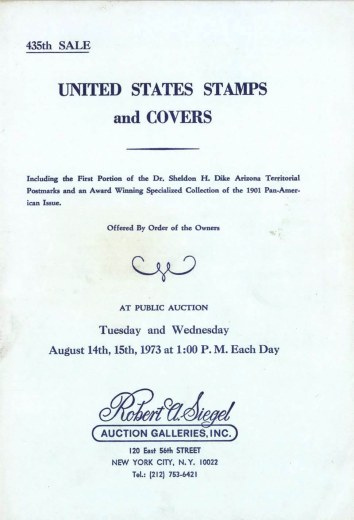 435th SALE
UNITED STATES STAMPS
and COVERS
Including the First Portion of the Dr. Sheldon H. Dike Arizona Territorial
Postmarks and an Award Winning Specialized Collection of the 1901 Pan-Amer-
ican Issue.
Offered By Order of the Owners
AT PUBLIC AUCTION
Tuesday and Wednesday
August 14th, 15th, 1973 at 1:00 P. M. Each Day
Robert A. Siegel
AUCTION GALLERIES, INC.
120 East 56th STREET
NEW YORK CITY, N. Y. 10022
Tel.: (212) 753-6421